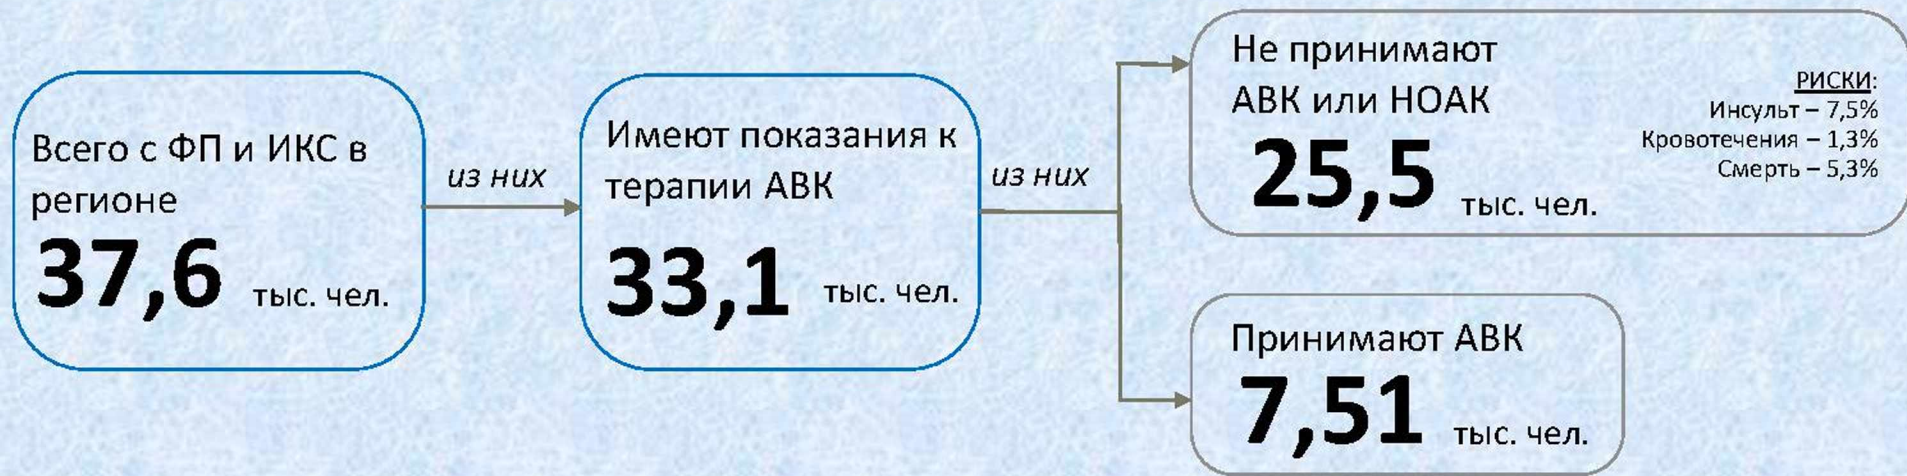 Всего с ФП и ИКС в
регионе
37,6 тыс. чел.
из них
Имеют показания к
терапии АВК
33,1 тыс. чел.
из них
Не принимают
АВК или НОАК
25,5 тыс. чел.
РИСКИ:
Инсульт – 7,5%
Кровотечения – 1,3%
Смерть – 5,3%
Принимают АВК
7,51 тыс. чел.